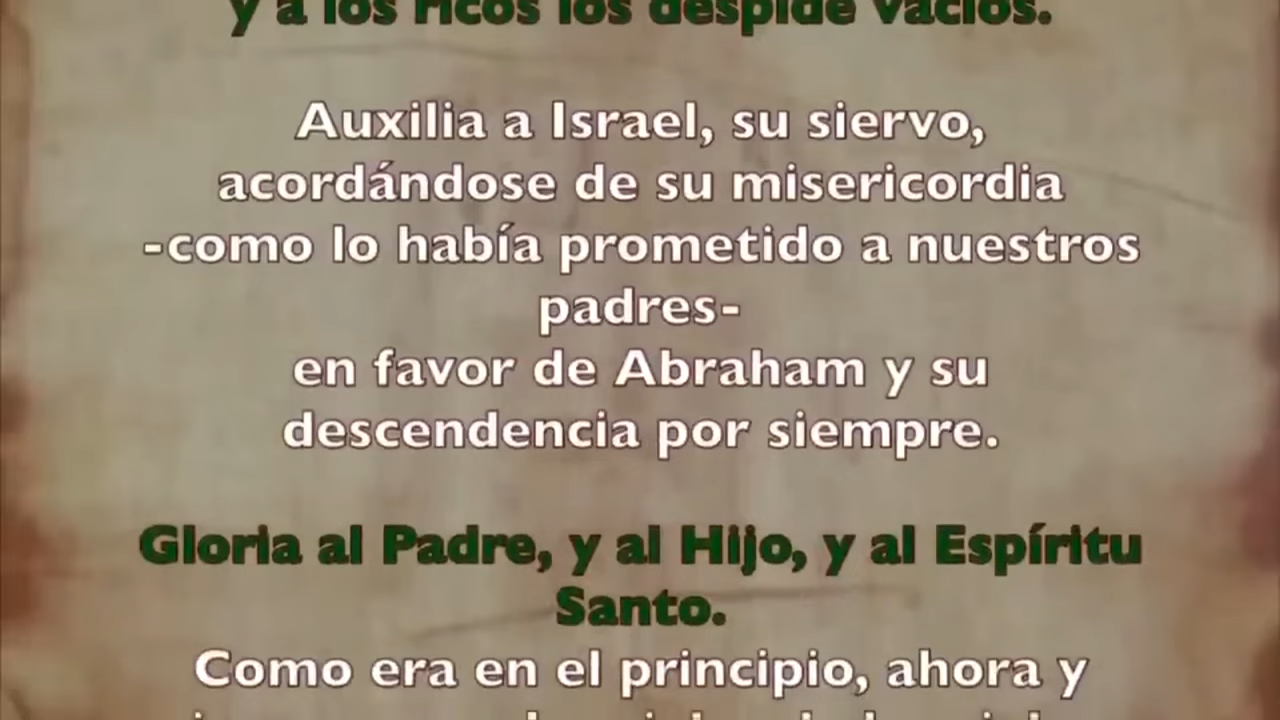 y a los ricos los despide vacíos.
Auxilia a Israel, su siervo,
acordándose de su misericordia
-como lo había prometido a nuestros
padres-
en favor de Abraham y su
descendencia por siempre.
Gloria al Padre, y al Hijo, y al Espíritu
Santo.
Como era en el principio, ahora y